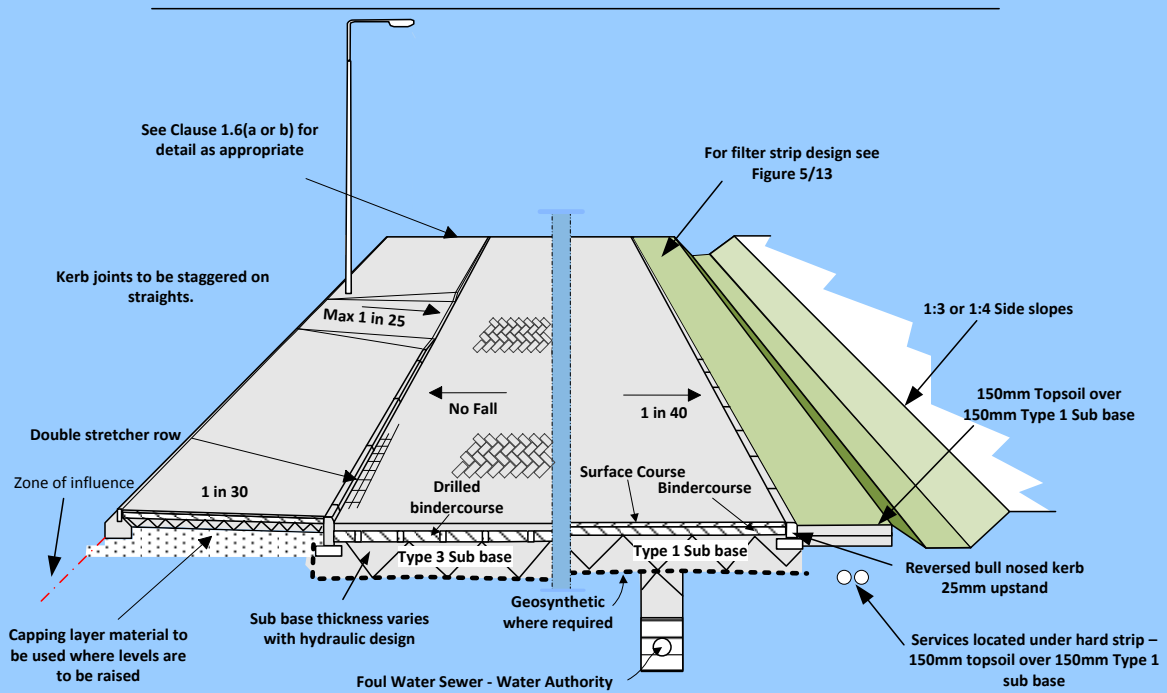 See Clause 1.6(a or b) for
detail as appropriate
For filter strip design see
Figure 5/13
Kerb joints to be staggered on
straights.
Max 1 in 25
1:3 or 1:4 Side slopes
No Fall
1 in 40
150mm Topsoil over
150mm Type 1 Sub base
Double stretcher row
Zone of influence
1 in 30
Drilled
bindercourse
Surface Course
Bindercourse
Type 3 Sub base
Type 1 Sub base
Reversed bull nosed kerb
25mm upstand
Geosynthetic
where required
Sub base thickness varies
with hydraulic design
Capping layer material to
be used where levels are
to be raised
Services located under hard strip –
150mm topsoil over 150mm Type 1
sub base
Foul Water Sewer - Water Authority